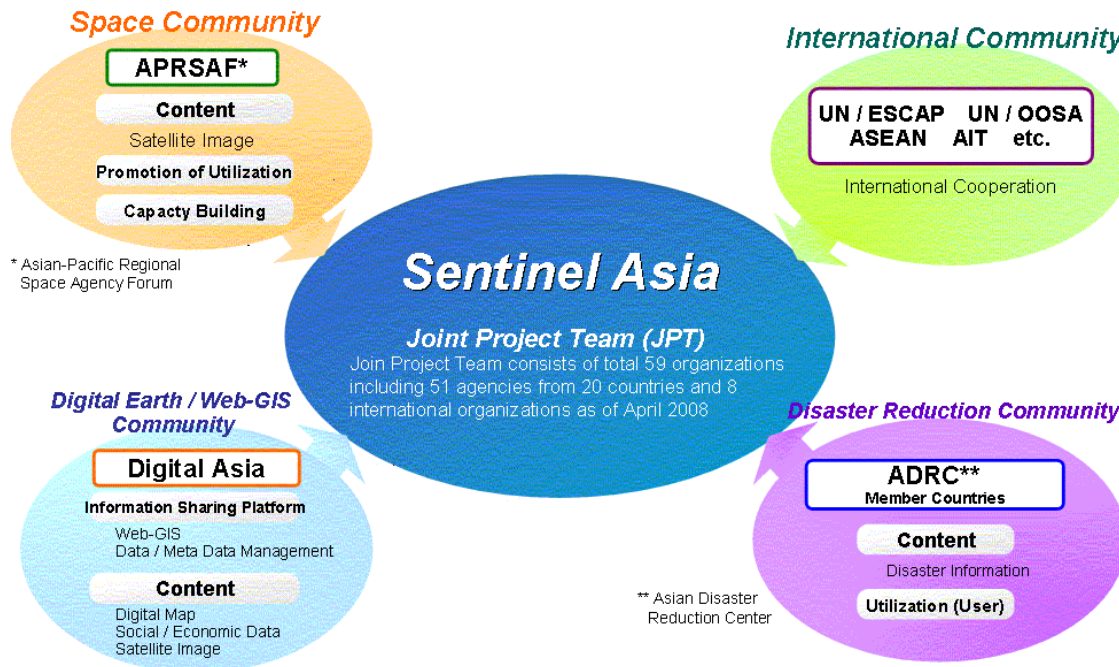 Space Community
APRSAF*
Content
Satellite Image
Promotion of Utilization
Capacty Building
* Asian-Pacific Regional
Space Agency Forum
International Community
UN / ESCAP UN / OOSA
ASEAN AIT etc.
International Cooperation
Sentinel Asia
Joint Project Team (JPT)
Join Project Team consists of total 59 organizations
including 51 agencies from 20 countries and 8
international organizations as of April 2008
Digital Earth / Web-GIS
Community
Digital Asia
Information Sharing Platform
Web-GIS
Data / Meta Data Management
Content
Digital Map
Social / Economic Data
Satellite Image
Disaster Reduction Community
ADRC**
Member Countries
Content
Disaster Information
Utilization (User)
** Asian Disaster
Reduction Center